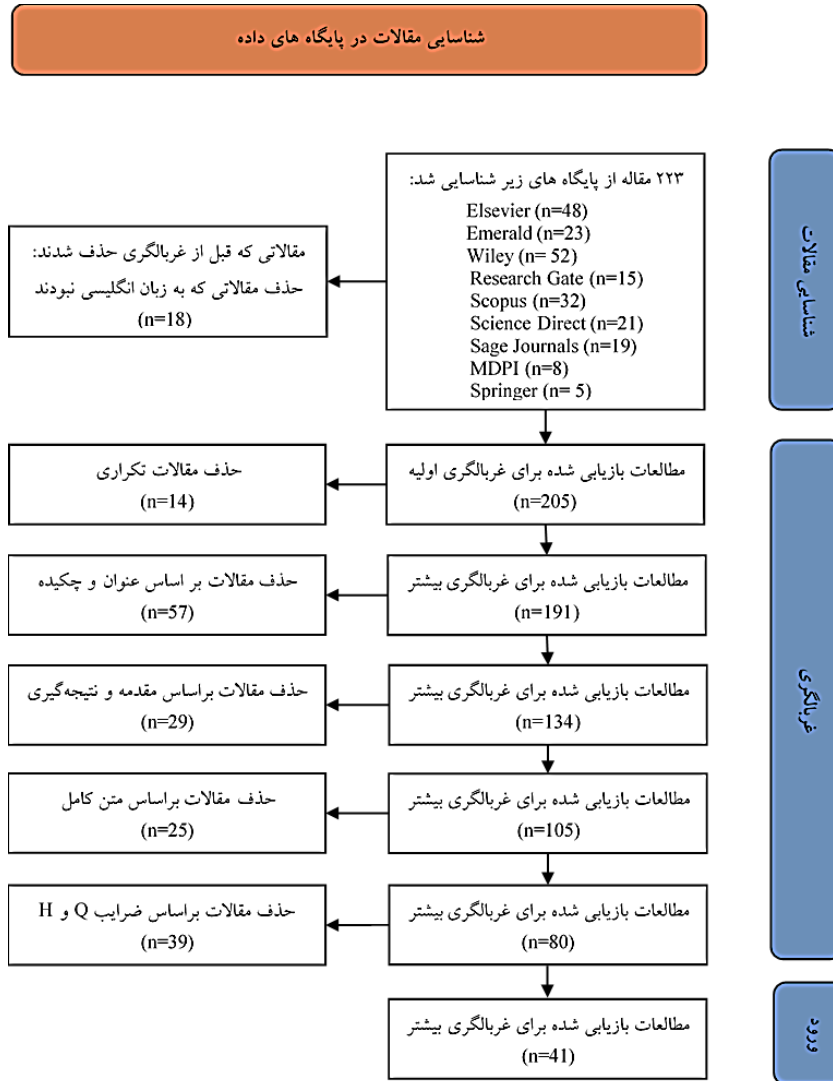 شناسایی مقالات در پایگاه های داده
شناسایی مقالات
۲۲۳ مقاله از پایگاه های زیر شناسایی شد:
Elsevier (n=48)
Emerald (n=23)
Wiley (n= 52)
Research Gate (n=15)
Scopus (n=32)
Science Direct (n=21)
Sage Journals (n=19)
MDPI (n=8)
Springer (n= 5)
مقالاتی که قبل از غربالگری حذف شدند:
حذف مقالاتی که به زبان انگلیسی نبودند
(n=18)
غربالگری
مطالعات بازیابی شده برای غربالگری اولیه
(n=205)
حذف مقالات تکراری
(n=14)
مطالعات بازیابی شده برای غربالگری بیشتر
(n=191)
حذف مقالات بر اساس عنوان و چکیده
(n=57)
مطالعات بازیابی شده برای غربالگری بیشتر
(n=134)
حذف مقالات براساس مقدمه و نتیجه‌گیری
(n=29)
مطالعات بازیابی شده برای غربالگری بیشتر
(n=105)
حذف مقالات براساس متن کامل
(n=25)
مطالعات بازیابی شده برای غربالگری بیشتر
(n=80)
حذف مقالات براساس ضرایب Q و H
(n=39)
ورود
مطالعات بازیابی شده برای غربالگری بیشتر
(n=41)